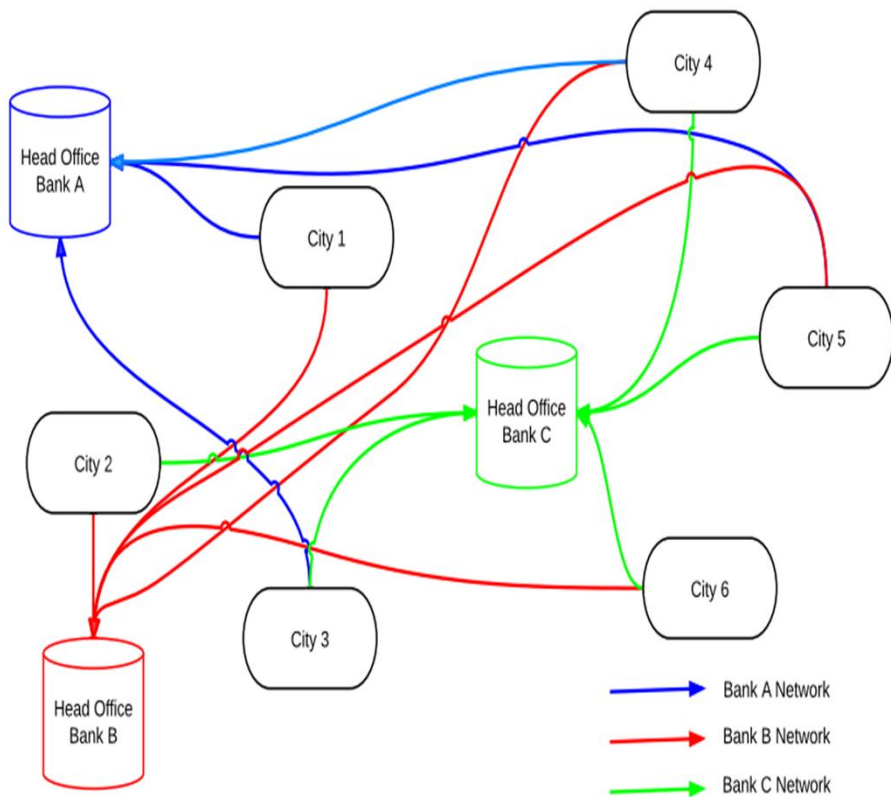 City 4
Head Office
Bank A
City 1
City 5
Head Office
Bank C
City 2
City 6
City 3
Head Office
Bank B
Bank A Network
Bank B Network
Bank C Network